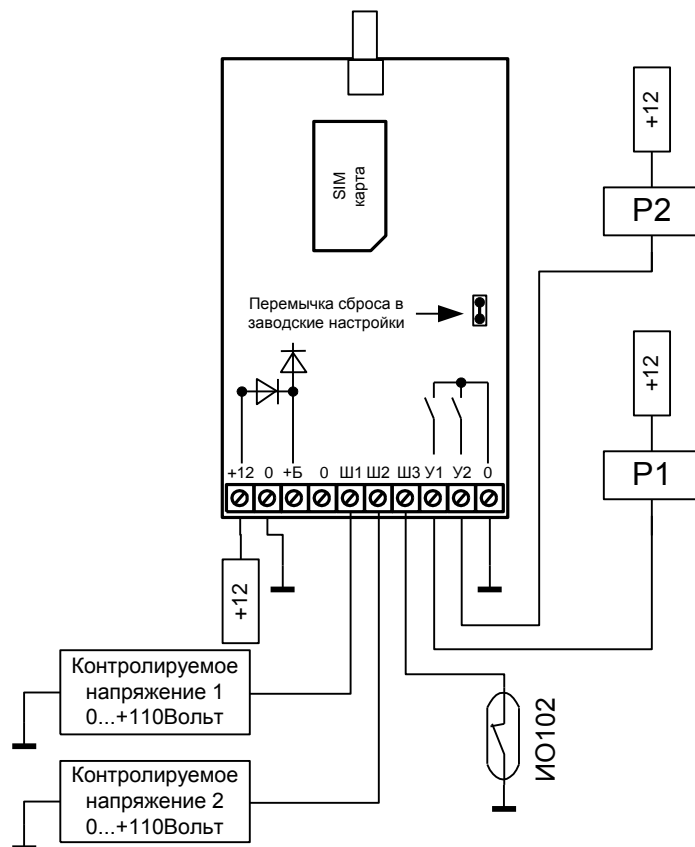 SIM
карта
+12
P2
Перемычка сброса в
заводские настройки
+12
P1
+12 0 +Б 0 Ш1 Ш2 Ш3 У1 У2 0
+12
Контролируемое
напряжение 1
0...+110Вольт
ИО102
Контролируемое
напряжение 2
0...+110Вольт